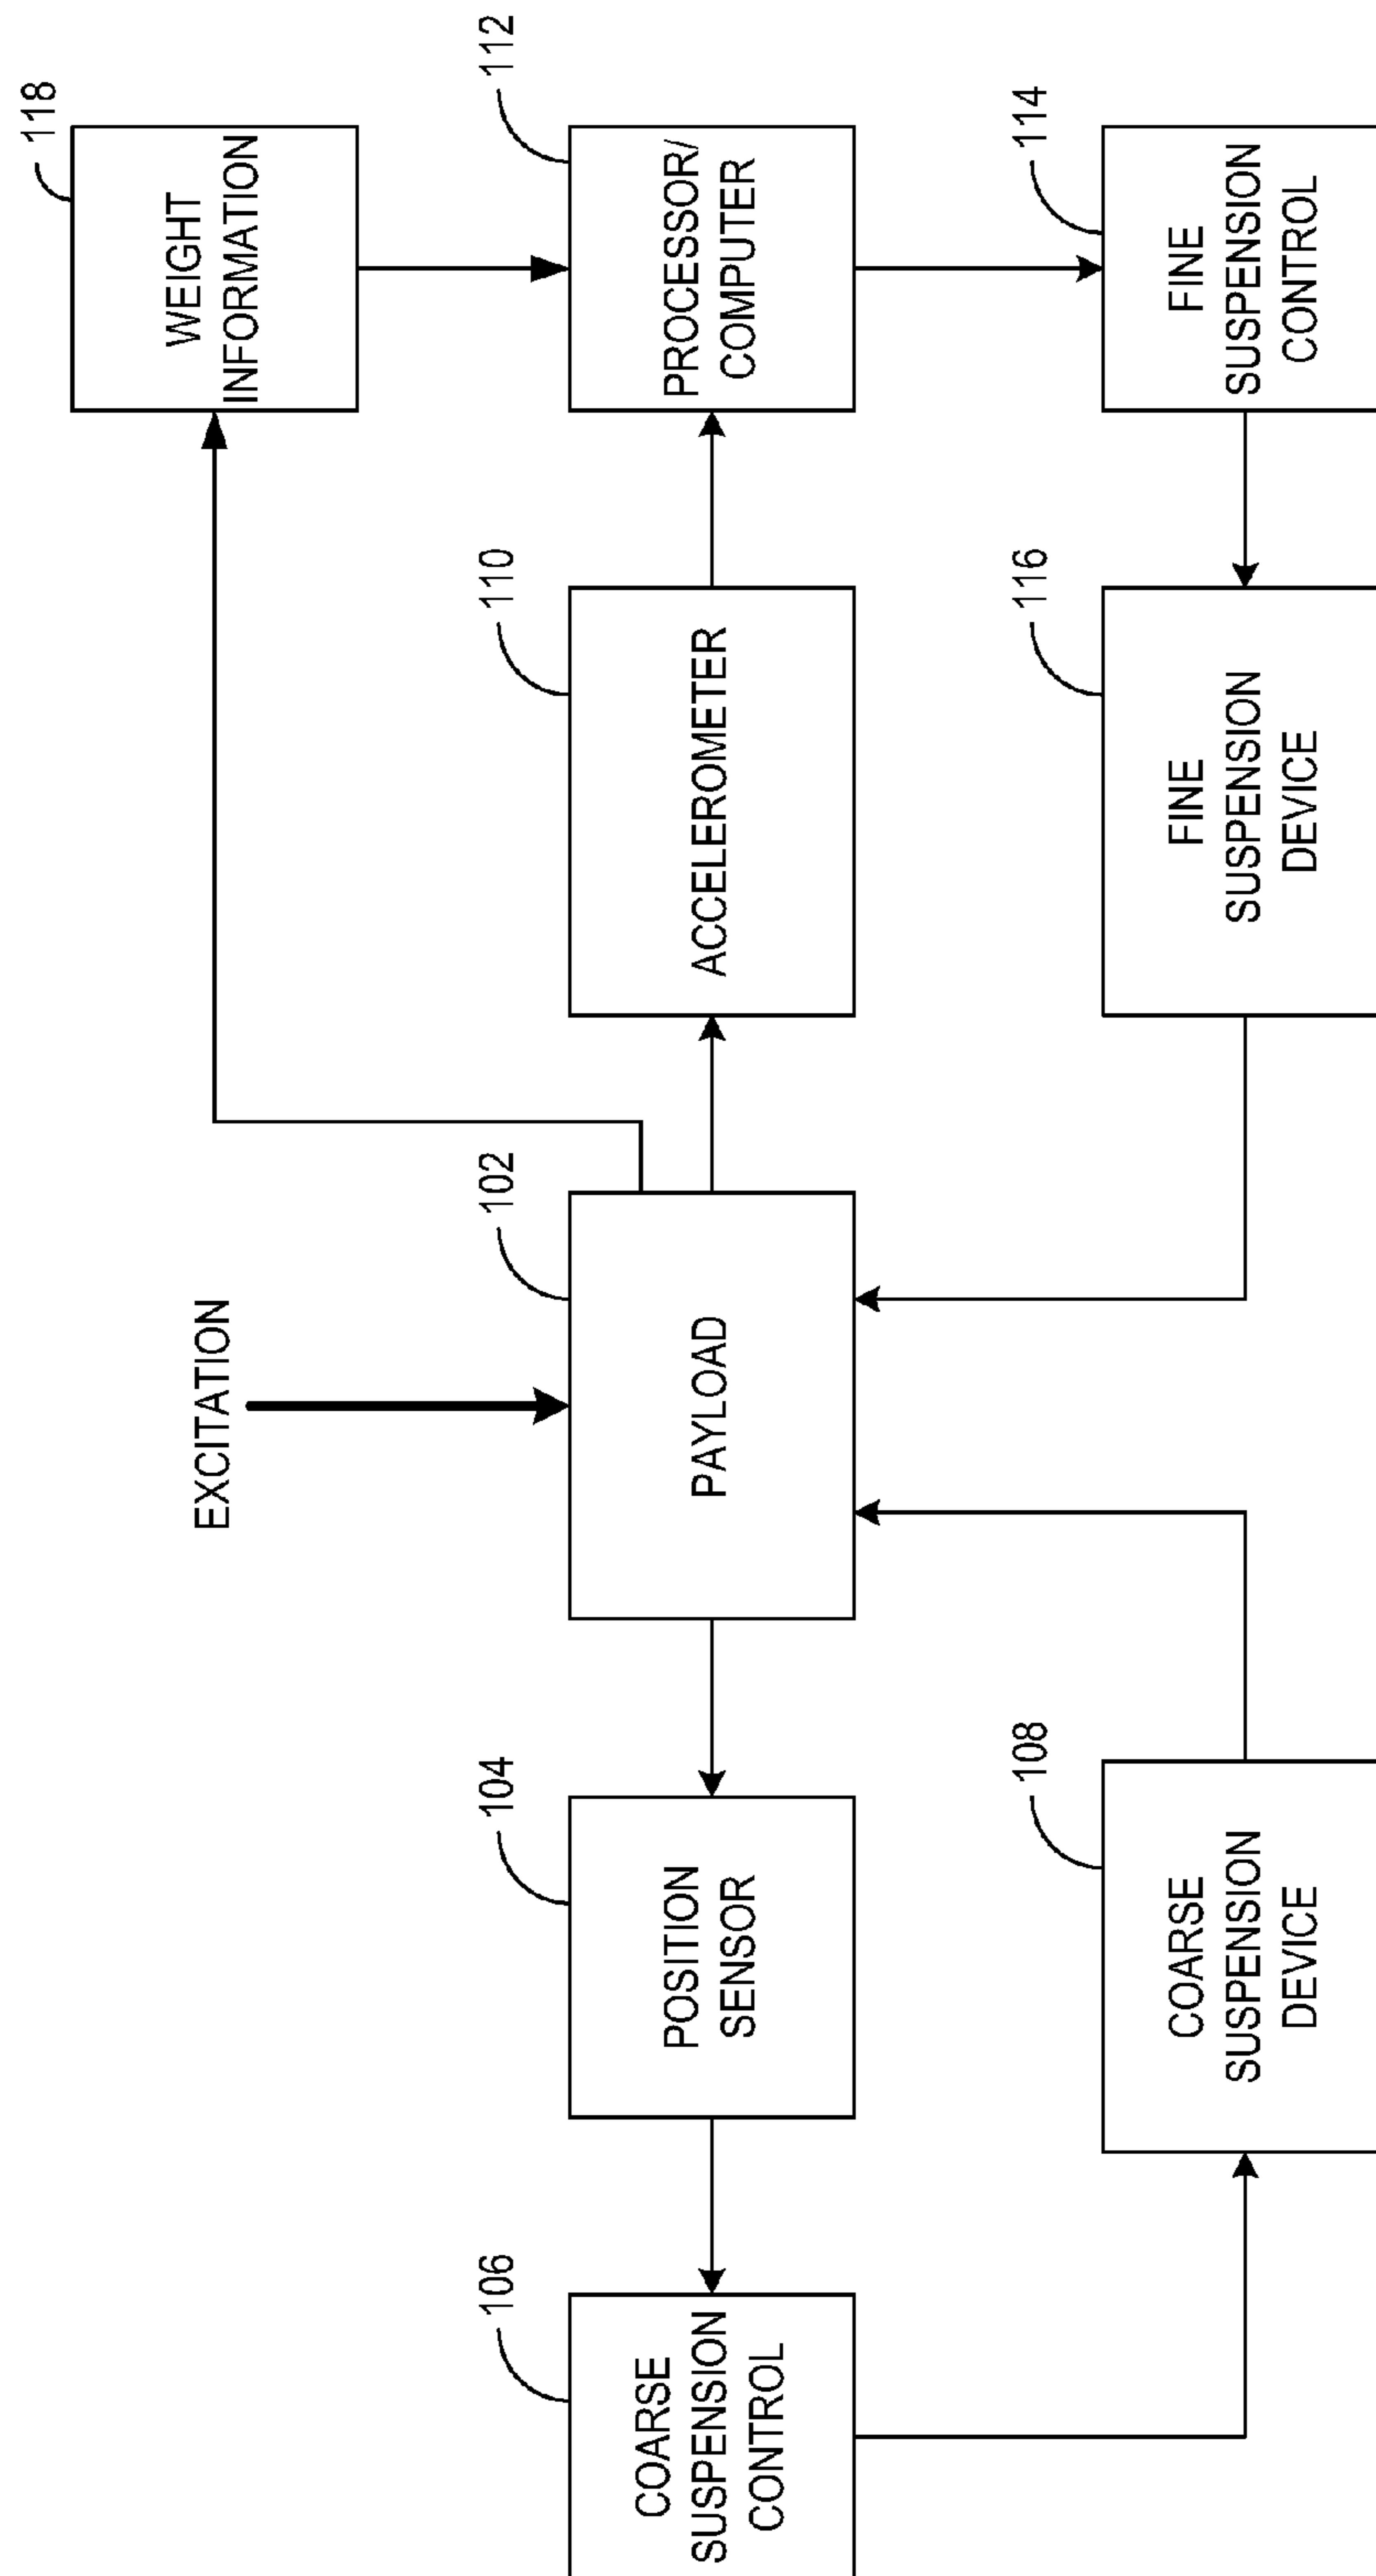 118
WEIGHT
INFORMATION
112
PROCESSOR/
COMPUTER
114
FINE
SUSPENSION
CONTROL
110
ACCELEROMETER
116
FINE
SUSPENSION
DEVICE
EXCITATION
102
PAYLOAD
104
POSITION
SENSOR
108
COARSE
SUSPENSION
DEVICE
106
COARSE
SUSPENSION
CONTROL